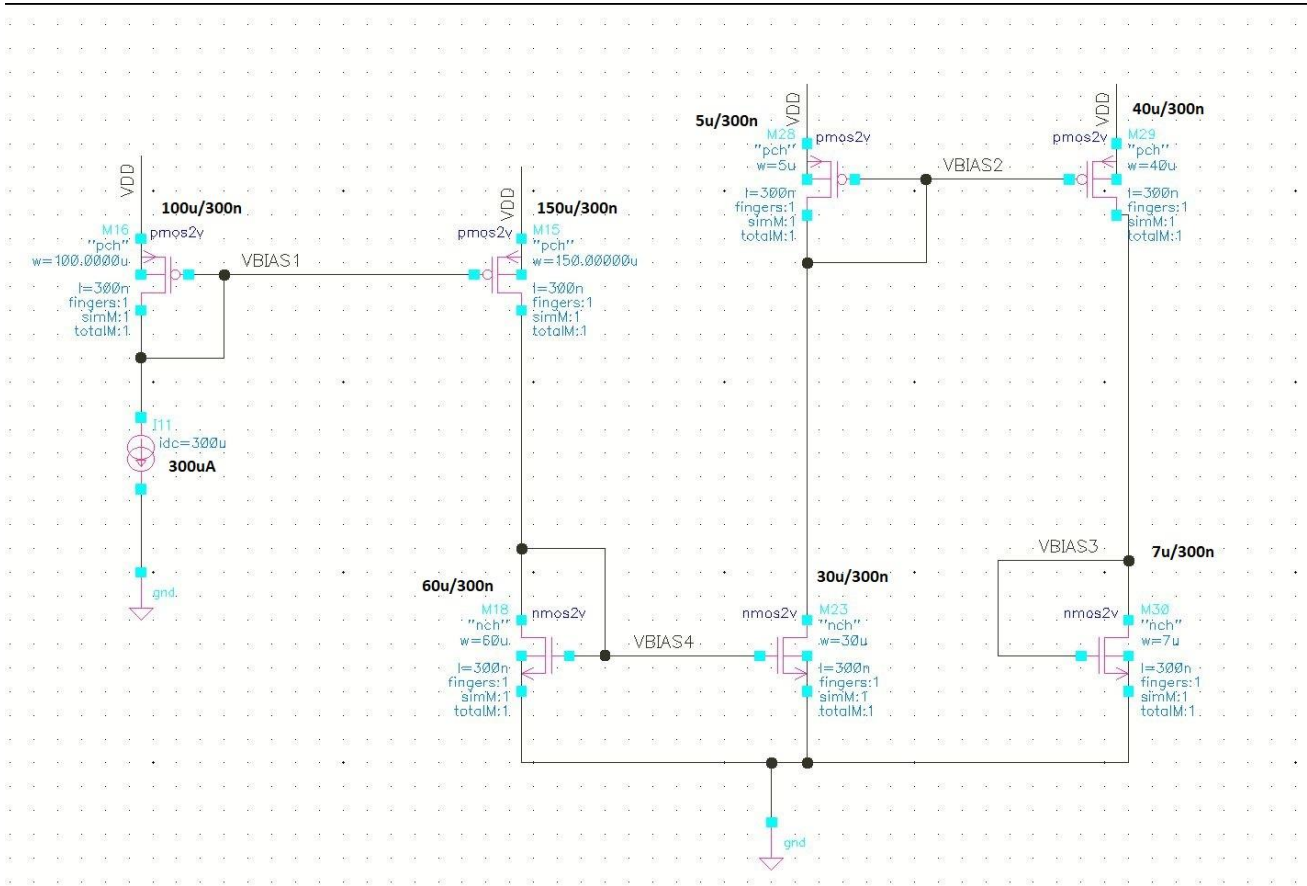 VDD
100u/300n
M16
pmos2v
"pch"
w=100.0000u
l=300n
fingers:1
simM:1
totalM:1
VBIAS1
I11
idc=300u
300uA
gnd
VDD
150u/300n
pmos2v
M15
"pch"
w=150.00000u
l=300n
fingers:1
simM:1
totalM:1
60u/300n
M18
nmos2v
"nch"
w=60u
l=300n
fingers:1
simM:1
totalM:1
VBIAS4
5u/300n
VDD
M28
pmos2v
"pch"
w=5u
l=300n
fingers:1
simM:1
totalM:1
VBIAS2
VDD
40u/300n
pmos2v
M29
"pch"
w=40u
l=300n
fingers:1
simM:1
totalM:1
30u/300n
nmos2v
M23
"nch"
w=30u
l=300n
fingers:1
simM:1
totalM:1
VBIAS3
7u/300n
nmos2v
M30
"nch"
w=7u
l=300n
fingers:1
simM:1
totalM:1
gnd